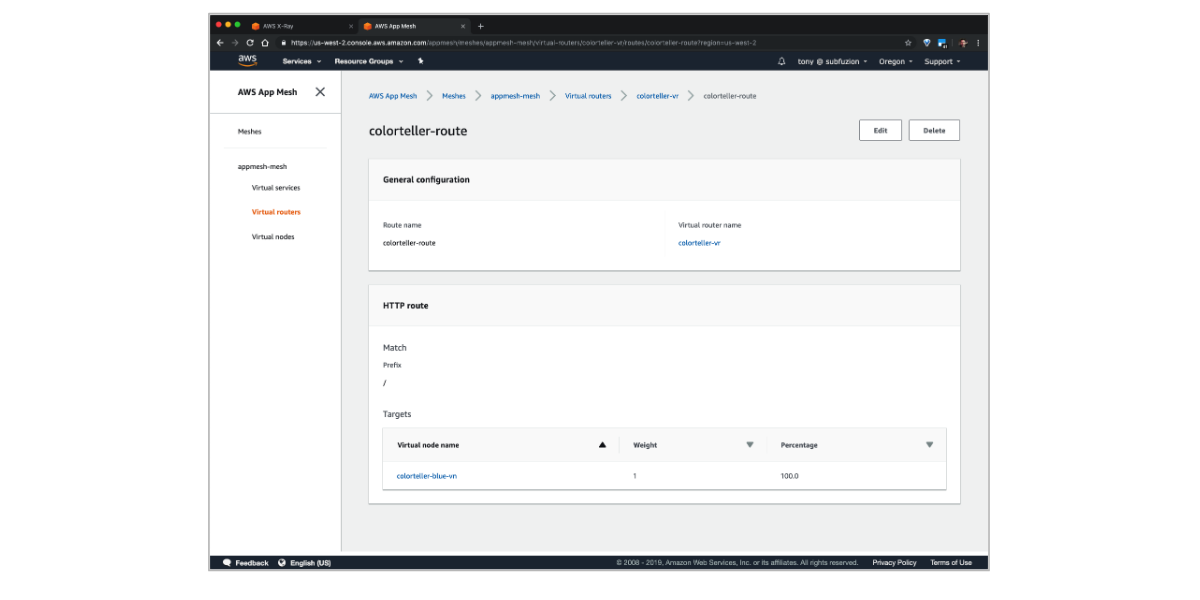 AWS X-Ray
AWS App Mesh
https://us-west-2.console.aws.amazon.com/appmesh/meshes/appmesh-mesh/virtual-routers/colorteller-vr/routes/colorteller-route?region=us-west-2
aws Services Resource Groups tony @ subfuzion Oregon Support
AWS App Mesh
Meshes
appmesh-mesh
Virtual services
Virtual routers
Virtual nodes
AWS App Mesh Meshes appmesh-mesh Virtual routers colorteller-vr colorteller-route
colorteller-route
Edit Delete
General configuration
Route name Virtual router name
colorteller-route colorteller-vr
HTTP route
Match
Prefix
/
Targets
Virtual node name Weight Percentage
colorteller-blue-vn 1 100.0
Feedback English (US) © 2008 - 2019, Amazon Web Services, Inc. or its affiliates. All rights reserved. Privacy Policy Terms of Use